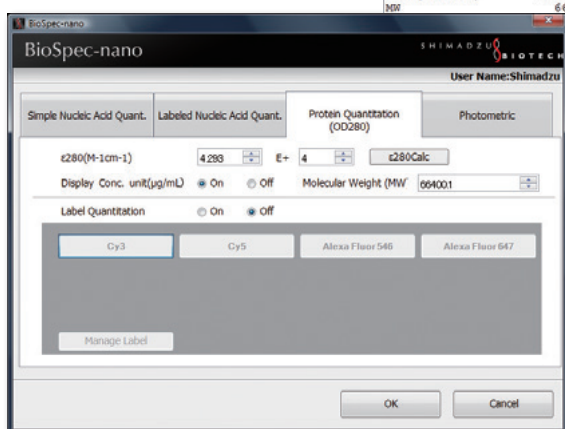 MW 66
BioSpec-nano
BioSpec-nano
SHIMADZU BIOTECH
User Name:Shimadzu
Simple Nucleic Acid Quant. Labeled Nucleic Acid Quant. Protein Quantitation (OD280) Photometric
ε280(M-1cm-1) 4.293 E+ 4 ε280Calc
Display Conc. unit(μg/mL) On Off Molecular Weight (MW 66400.1
Label Quantitation On Off
Cy3 Cy5 Alexa Fluor 546 Alexa Fluor 647
Manage Label
OK Cancel